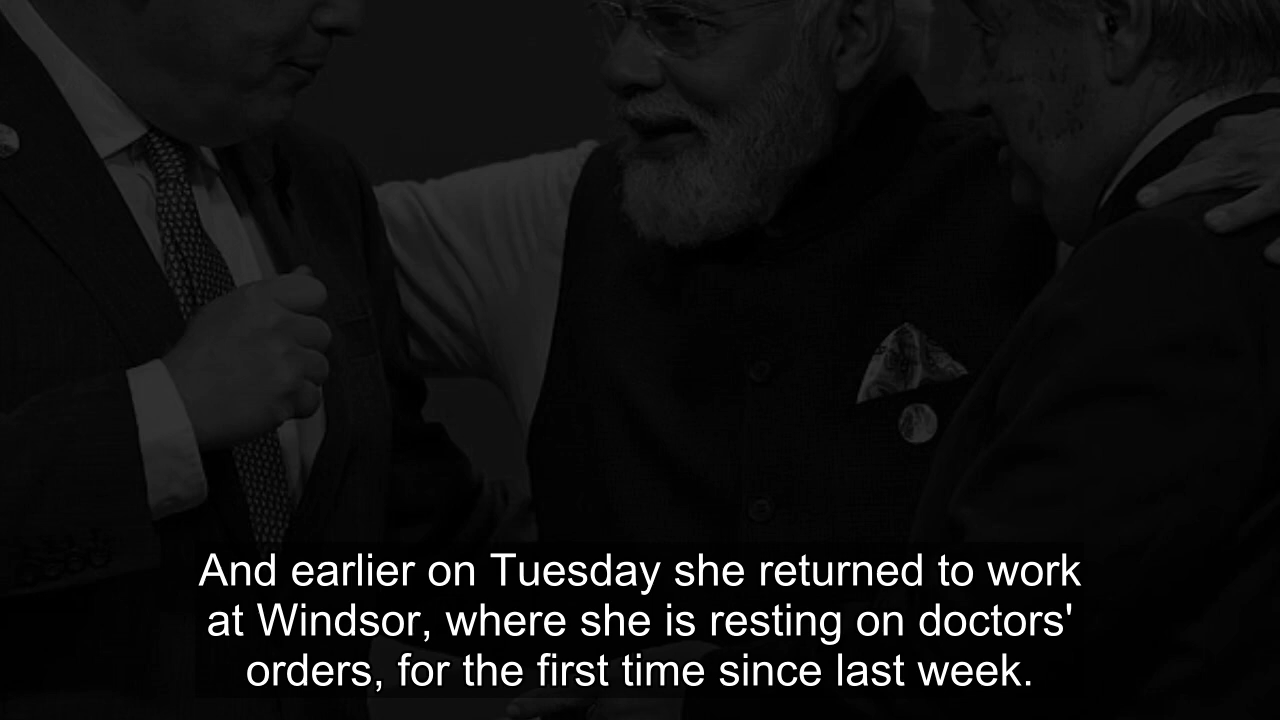 And earlier on Tuesday she returned to work
at Windsor, where she is resting on doctors'
orders, for the first time since last week.